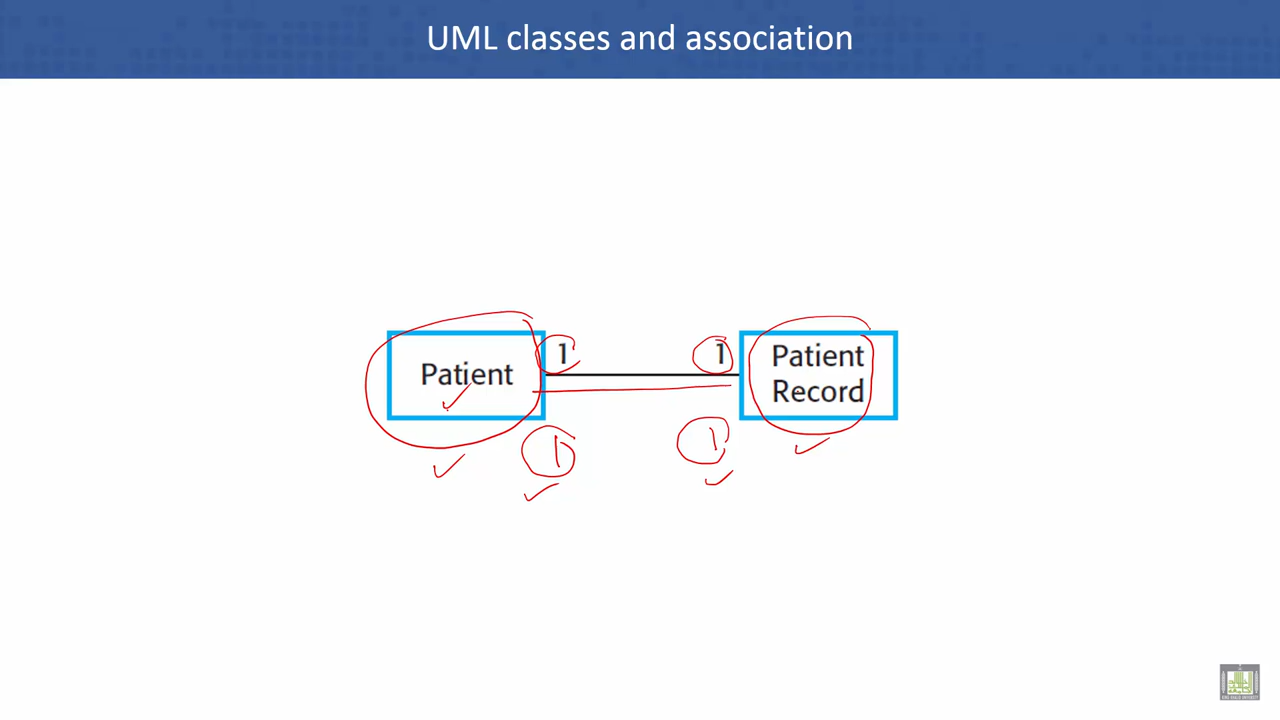 UML classes and association
Patient
1
1
Patient
Record
1
1